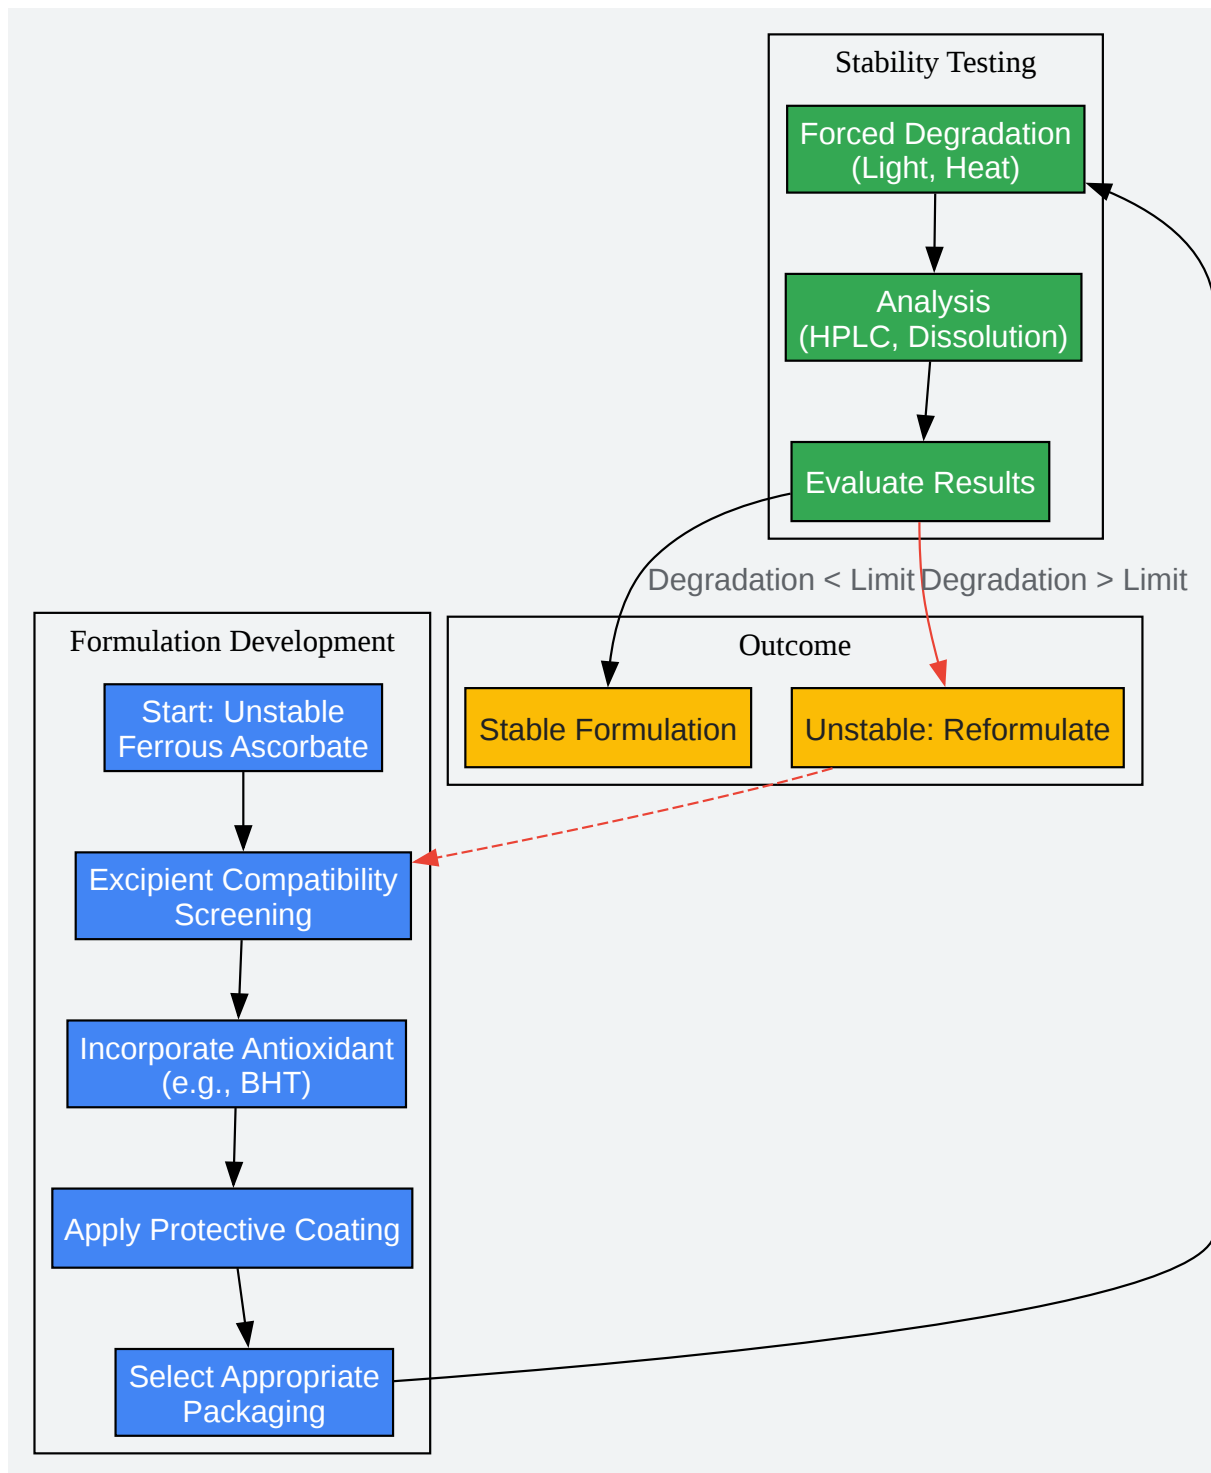 Stability Testing
Forced Degradation
(Light, Heat)
Analysis
(HPLC, Dissolution)
Evaluate Results
Degradation < Limit
Degradation > Limit
Outcome
Stable Formulation
Unstable: Reformulate
Formulation Development
Start: Unstable
Ferrous Ascorbate
Excipient Compatibility
Screening
Incorporate Antioxidant
(e.g., BHT)
Apply Protective Coating
Select Appropriate
Packaging